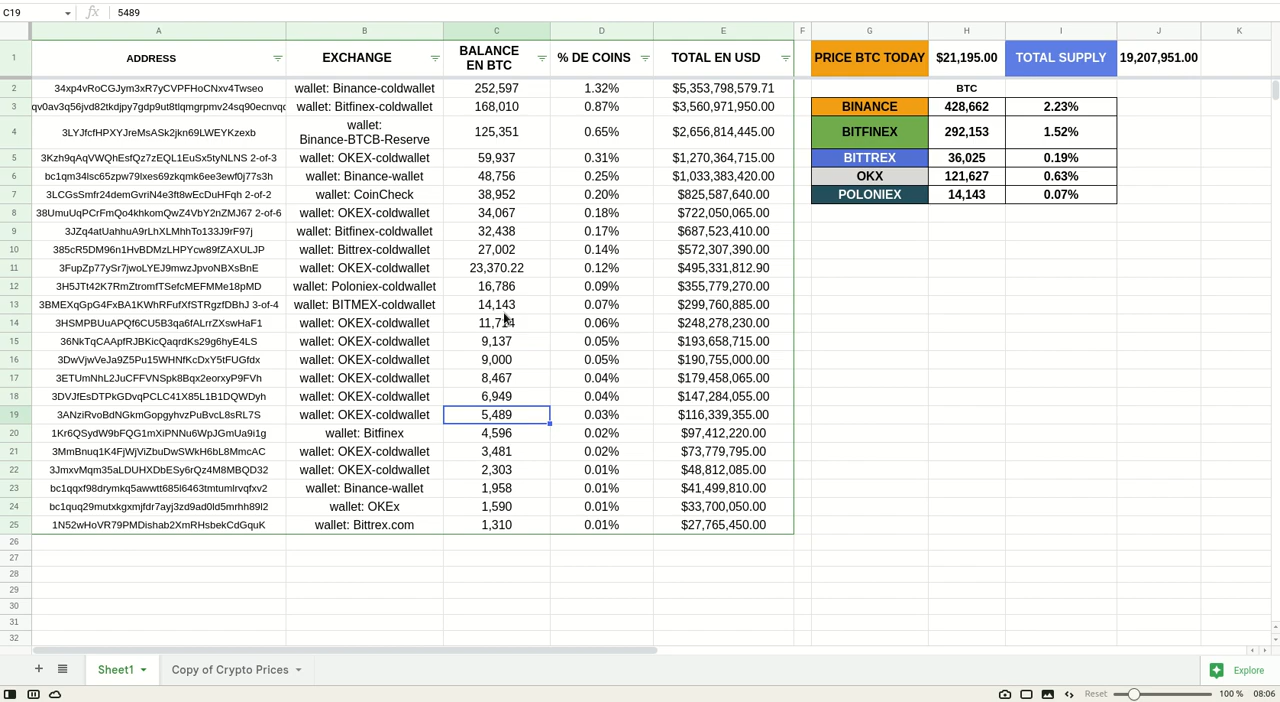 C19 fx 5489
A B C D E F G H I J K
1 ADDRESS EXCHANGE BALANCE EN BTC % DE COINS TOTAL EN USD PRICE BTC TODAY $21,195.00 TOTAL SUPPLY 19,207,951.00
2 34xp4vRoCGJym3xR7yCVPFHoCNxv4Twseo wallet: Binance-coldwallet 252,597 1.32% $5,353,798,579.71 BTC
3 qv0av3q56jvd82tkdjpy7gdp9ut8tlqmgrpmv24sq90ecnvqc wallet: Bitfinex-coldwallet 168,010 0.87% $3,560,971,950.00 BINANCE 428,662 2.23%
4 3LYJfcfHPXYJreMsASk2jkn69LWEYKzexb wallet: Binance-BTCB-Reserve 125,351 0.65% $2,656,814,445.00 BITFINEX 292,153 1.52%
5 3Kzh9qAqVWQhEsfQz7zEQL1EuSx5tyNLNS 2-of-3 wallet: OKEX-coldwallet 59,937 0.31% $1,270,364,715.00 BITTREX 36,025 0.19%
6 bc1qm34lsc65zpw79lxes69zkqmk6ee3ewf0j77s3h wallet: Binance-wallet 48,756 0.25% $1,033,383,420.00 OKX 121,627 0.63%
7 3LCGsSmfr24demGvriN4e3ft8wEcDuHFqh 2-of-2 wallet: CoinCheck 38,952 0.20% $825,587,640.00 POLONIEX 14,143 0.07%
8 38UmuUqPCrFmQo4khkomQwZ4VbY2nZMJ67 2-of-6 wallet: OKEX-coldwallet 34,067 0.18% $722,050,065.00
9 3JZq4atUahhuA9rLhXLMhhTo133J9rF97j wallet: Bitfinex-coldwallet 32,438 0.17% $687,523,410.00
10 385cR5DM96n1HvBDMzLHPYcw89fZAXULJP wallet: Bittrex-coldwallet 27,002 0.14% $572,307,390.00
11 3FupZp77ySr7jwoLYEJ9mwzJpvoNBXsBnE wallet: OKEX-coldwallet 23,370.22 0.12% $495,331,812.90
12 3H5JTt42K7RmZtromfTSefcMEFMMe18pMD wallet: Poloniex-coldwallet 16,786 0.09% $355,779,270.00
13 3BMEXqGpG4FxBA1KWhRFufXfSTRgzfDBhJ 3-of-4 wallet: BITMEX-coldwallet 14,143 0.07% $299,760,885.00
14 3HSMPBUuAPQf6CU5B3qa6fALrrZXswHaF1 wallet: OKEX-coldwallet 11,714 0.06% $248,278,230.00
15 36NkTqCAApfRJBKicQaqrdKs29g6hyE4LS wallet: OKEX-coldwallet 9,137 0.05% $193,658,715.00
16 3DwVjwVeJa9Z5Pu15WHNfKcDxY5tFUGfdx wallet: OKEX-coldwallet 9,000 0.05% $190,755,000.00
17 3ETUmNhL2JuCFFVNSpk8Bqx2eorxyP9FVh wallet: OKEX-coldwallet 8,467 0.04% $179,458,065.00
18 3DVJfEsDTPkGDvqPCLC41X85L1B1DQWDyh wallet: OKEX-coldwallet 6,949 0.04% $147,284,055.00
19 3ANziRvoBdNGkmGopgyhvzPuBvcL8sRL7S wallet: OKEX-coldwallet 5,489 0.03% $116,339,355.00
20 1Kr6QSydW9bFQG1mXiPNNu6WpJGmUa9i1g wallet: Bitfinex 4,596 0.02% $97,412,220.00
21 3MmBnuq1K4FjWjViZbuDwSWkH6bL8MmcAC wallet: OKEX-coldwallet 3,481 0.02% $73,779,795.00
22 3JmxvMqm35aLDUHXDbESy6rQz4M8MBQD32 wallet: OKEX-coldwallet 2,303 0.01% $48,812,085.00
23 bc1qqxf98drymkq5awwtt685l6463tmtumlrvqfxv2 wallet: Binance-wallet 1,958 0.01% $41,499,810.00
24 bc1quq29mutxkgxmjfdr7ayj3zd9ad0ld5mrhh89l2 wallet: OKEx 1,590 0.01% $33,700,050.00
25 1N52wHoVR79PMDishab2XmRHsbekCdGquK wallet: Bittrex.com 1,310 0.01% $27,765,450.00
26
27
28
29
30
31
32
Sheet1 Copy of Crypto Prices Explore
Reset 100 % 08:06